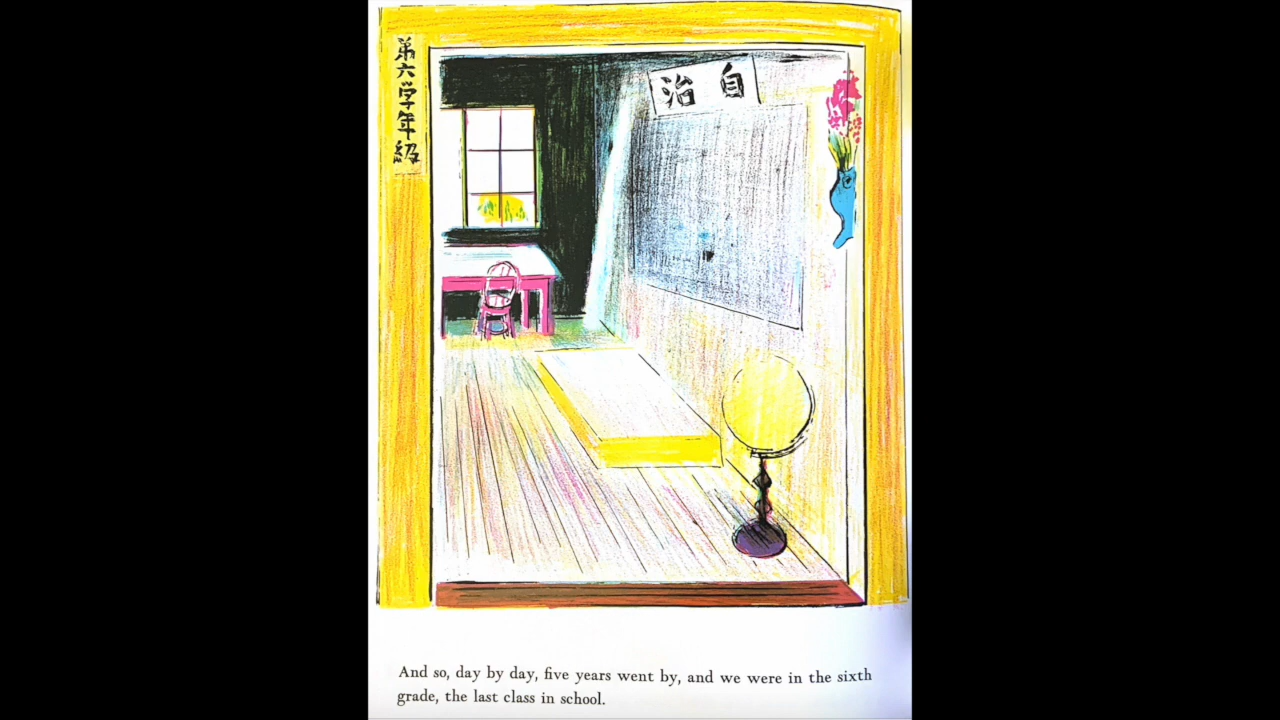 第六学年級
自治
And so, day by day, five years went by, and we were in the sixth
grade, the last class in school.